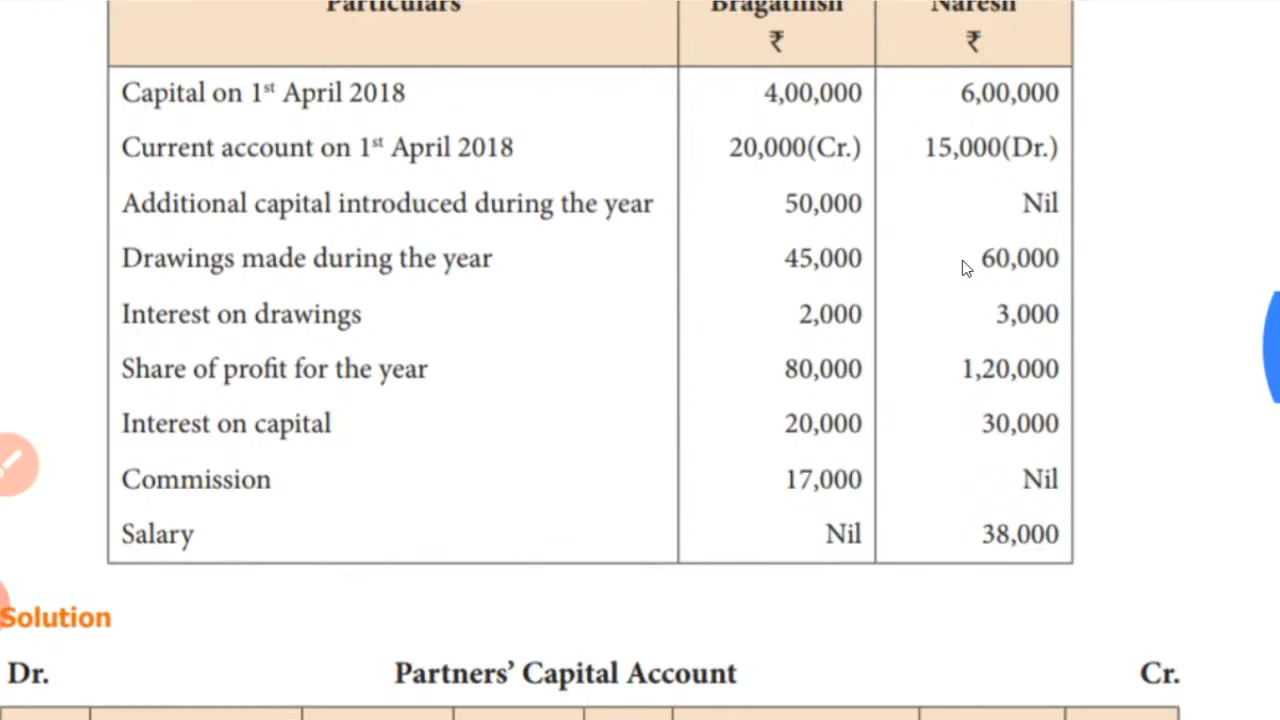 Particulars Bragathish Naresh
₹ ₹
Capital on 1st April 2018 4,00,000 6,00,000
Current account on 1st April 2018 20,000(Cr.) 15,000(Dr.)
Additional capital introduced during the year 50,000 Nil
Drawings made during the year 45,000 60,000
Interest on drawings 2,000 3,000
Share of profit for the year 80,000 1,20,000
Interest on capital 20,000 30,000
Commission 17,000 Nil
Salary Nil 38,000
Solution
Dr. Partners’ Capital Account Cr.